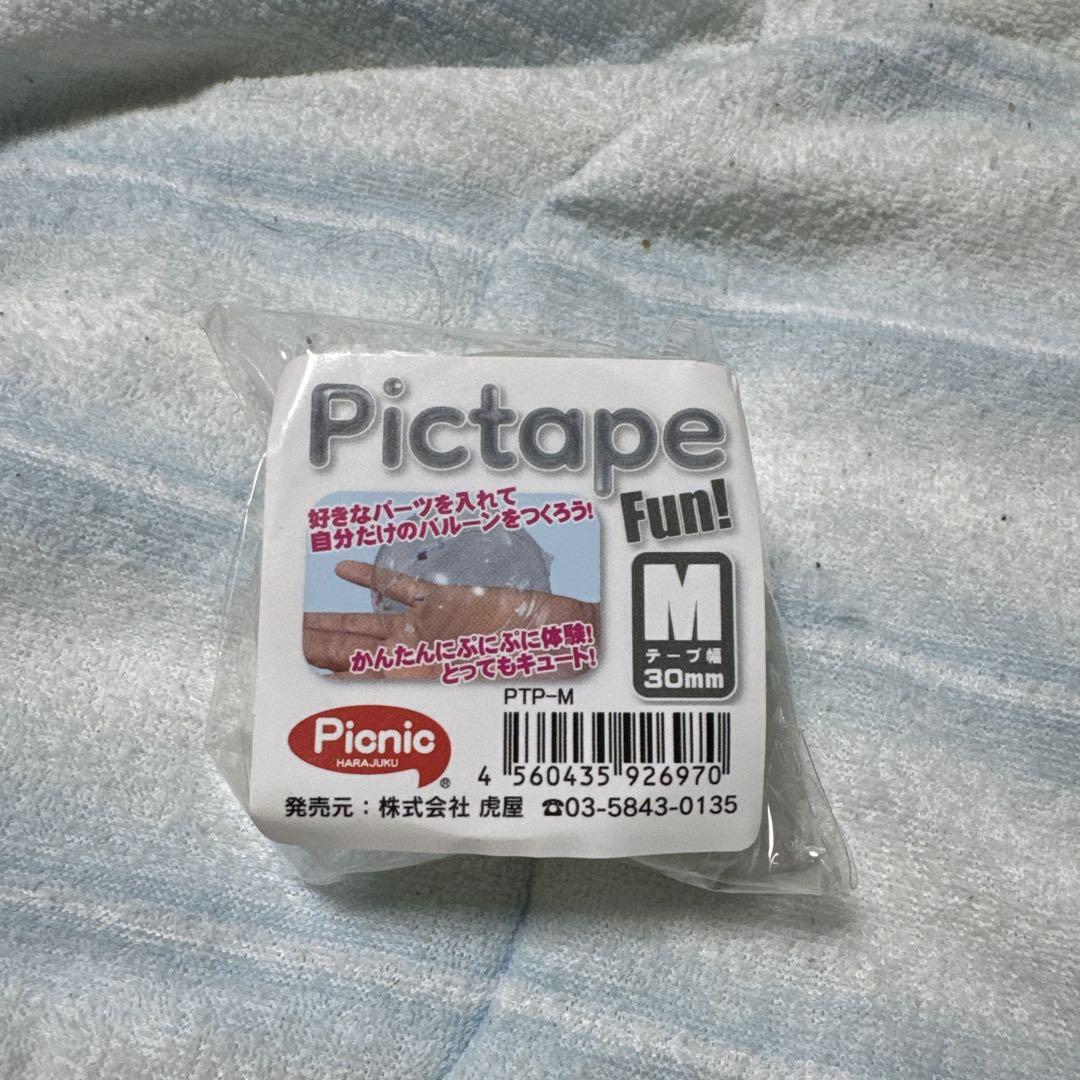 Pictape
Fun!
好きなパーツを入れて
自分だけのバルーンをつくろう!
かんたんにぷにぷに体験!
とってもキュート!
M
テープ幅
30mm
PTP-M
Picnic
HARAJUKU
®
4 560435 926970
発売元：株式会社 虎屋 ☎03-5843-0135